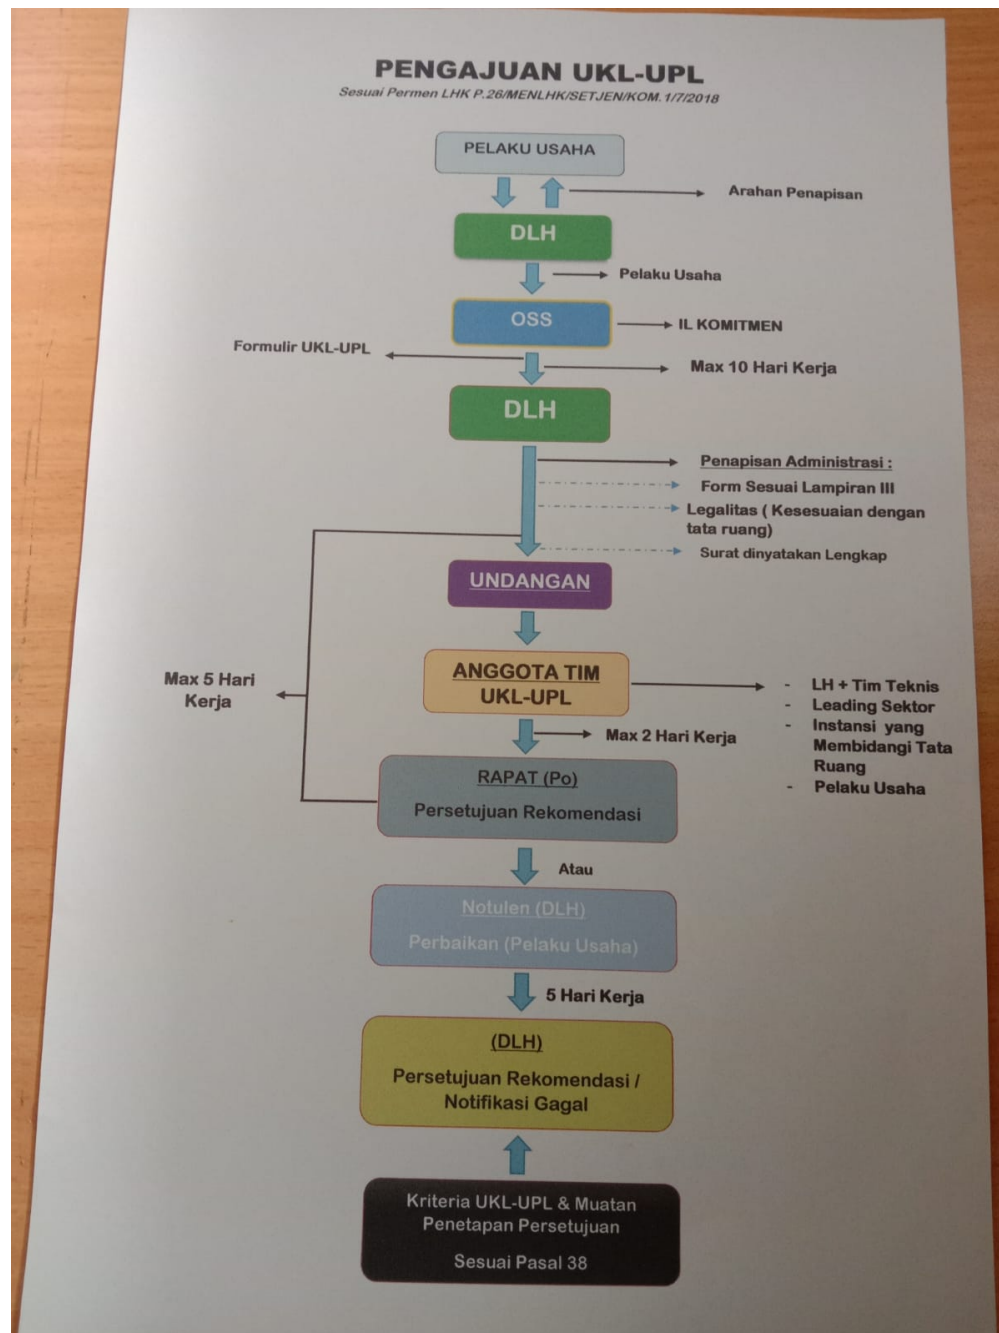 PENGAJUAN UKL-UPL
Sesuai Permen LHK P.26/MENLHK/SETJEN/KOM. 1/7/2018
PELAKU USAHA
Arahan Penapisan
DLH
Pelaku Usaha
OSS
IL KOMITMEN
Formulir UKL-UPL
Max 10 Hari Kerja
DLH
Penapisan Administrasi :
Form Sesuai Lampiran III
Legalitas ( Kesesuaian dengan
tata ruang)
Surat dinyatakan Lengkap
UNDANGAN
ANGGOTA TIM
UKL-UPL
Max 5 Hari
Kerja
- LH + Tim Teknis
- Leading Sektor
- Instansi yang
Membidangi Tata
Ruang
- Pelaku Usaha
Max 2 Hari Kerja
RAPAT (Po)
Persetujuan Rekomendasi
Atau
Notulen (DLH)
Perbaikan (Pelaku Usaha)
5 Hari Kerja
(DLH)
Persetujuan Rekomendasi /
Notifikasi Gagal
Kriteria UKL-UPL & Muatan
Penetapan Persetujuan
Sesuai Pasal 38